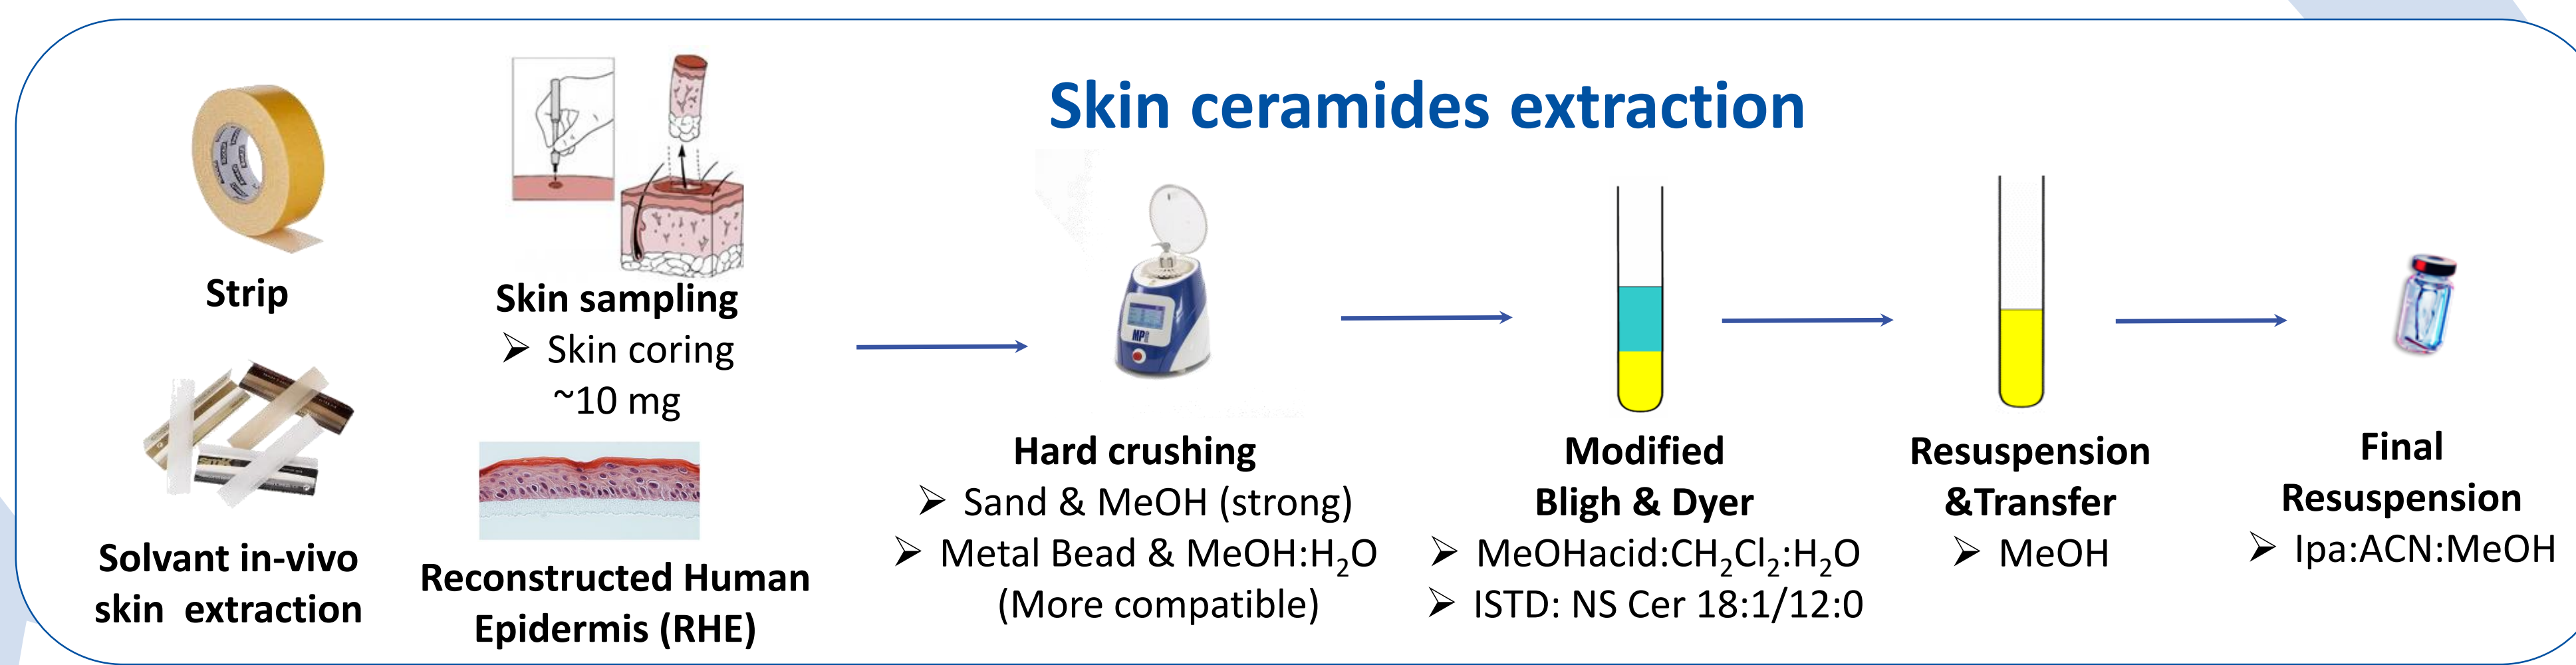 Skin ceramides extraction
Strip
Solvant in-vivo
skin extraction
Skin sampling
➢ Skin coring
~10 mg
Reconstructed Human
Epidermis (RHE)
MP
Hard crushing
➢ Sand & MeOH (strong)
➢ Metal Bead & MeOH:H₂O
(More compatible)
Modified
Bligh & Dyer
➢ MeOHacid:CH₂Cl₂:H₂O
➢ ISTD: NS Cer 18:1/12:0
Resuspension
&Transfer
➢ MeOH
Final
Resuspension
➢ Ipa:ACN:MeOH